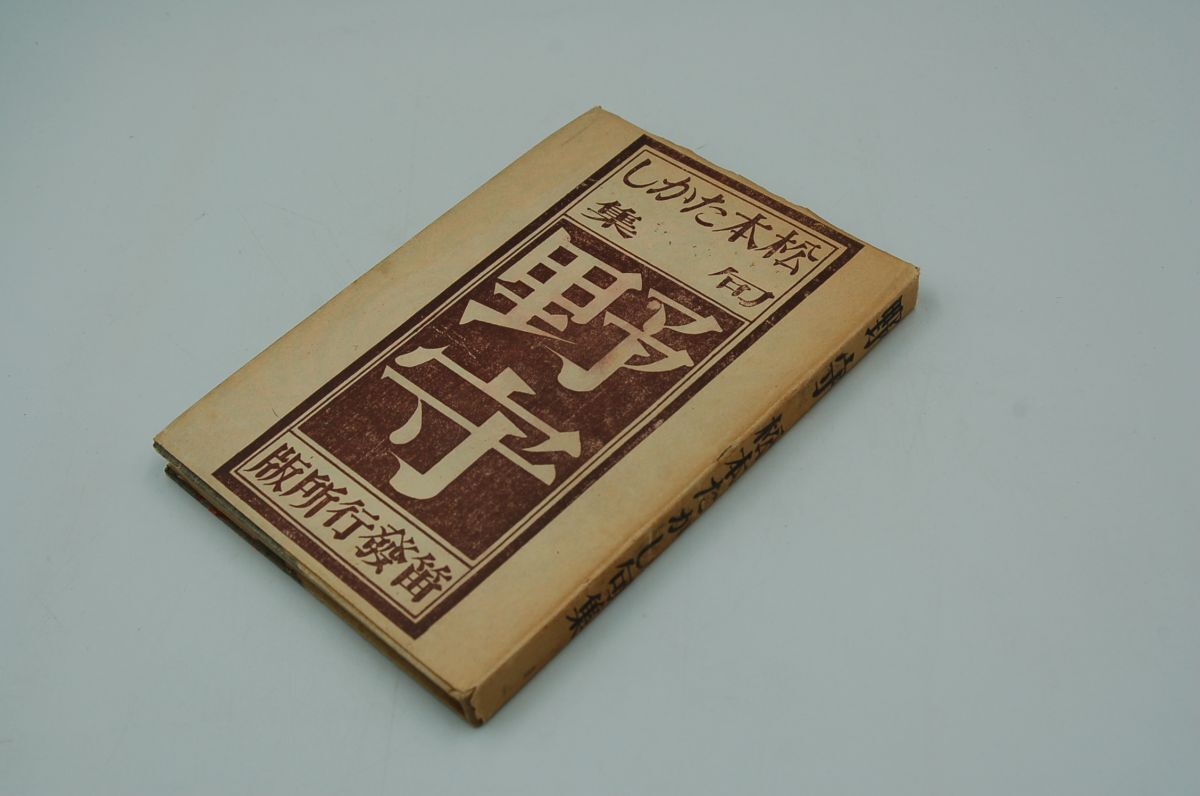 松本たかし
句集
野守
笛發行所版
野守 松本たかし句集